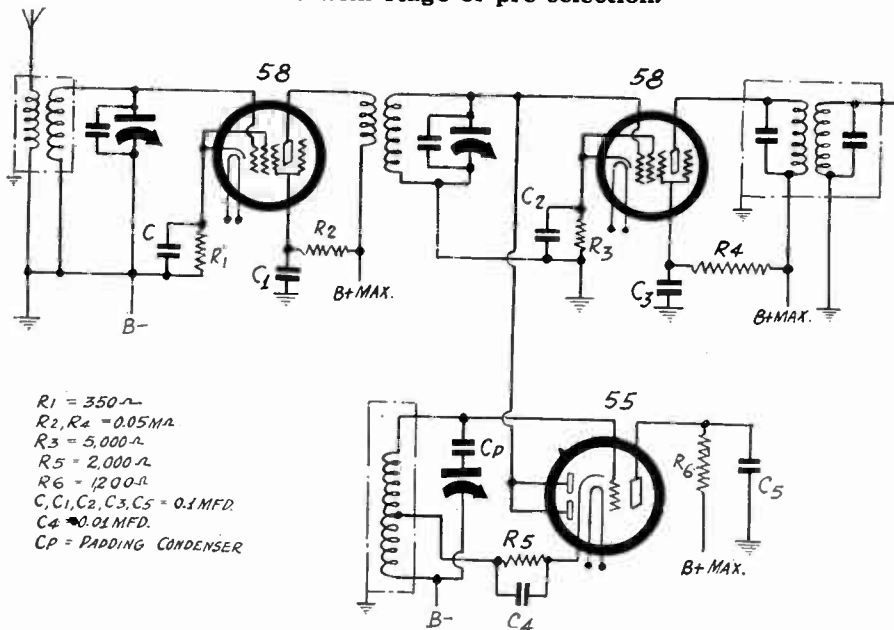 with stage of pre-selection.
58
58
C
R1
R2
C1
B+MAX.
B-
C2
R3
C3
R4
B+MAX.
R1 = 350Ω
R2, R4 = 0.05MΩ
R3 = 5,000Ω
R5 = 2,000Ω
R6 = 1,200Ω
C, C1, C2, C3, C5 = 0.1 MFD.
C4 = 0.01 MFD.
CP = PADDING CONDENSER
55
CP
R5
C4
B-
R6
C5
B+MAX.